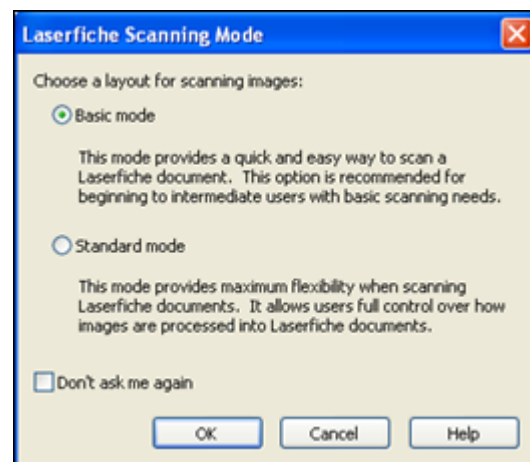 Laserfiche Scanning Mode
Choose a layout for scanning images:
Basic mode
This mode provides a quick and easy way to scan a
Laserfiche document. This option is recommended for
beginning to intermediate users with basic scanning needs.
Standard mode
This mode provides maximum flexibility when scanning
Laserfiche documents. It allows users full control over how
images are processed into Laserfiche documents.
Don't ask me again
OK Cancel Help